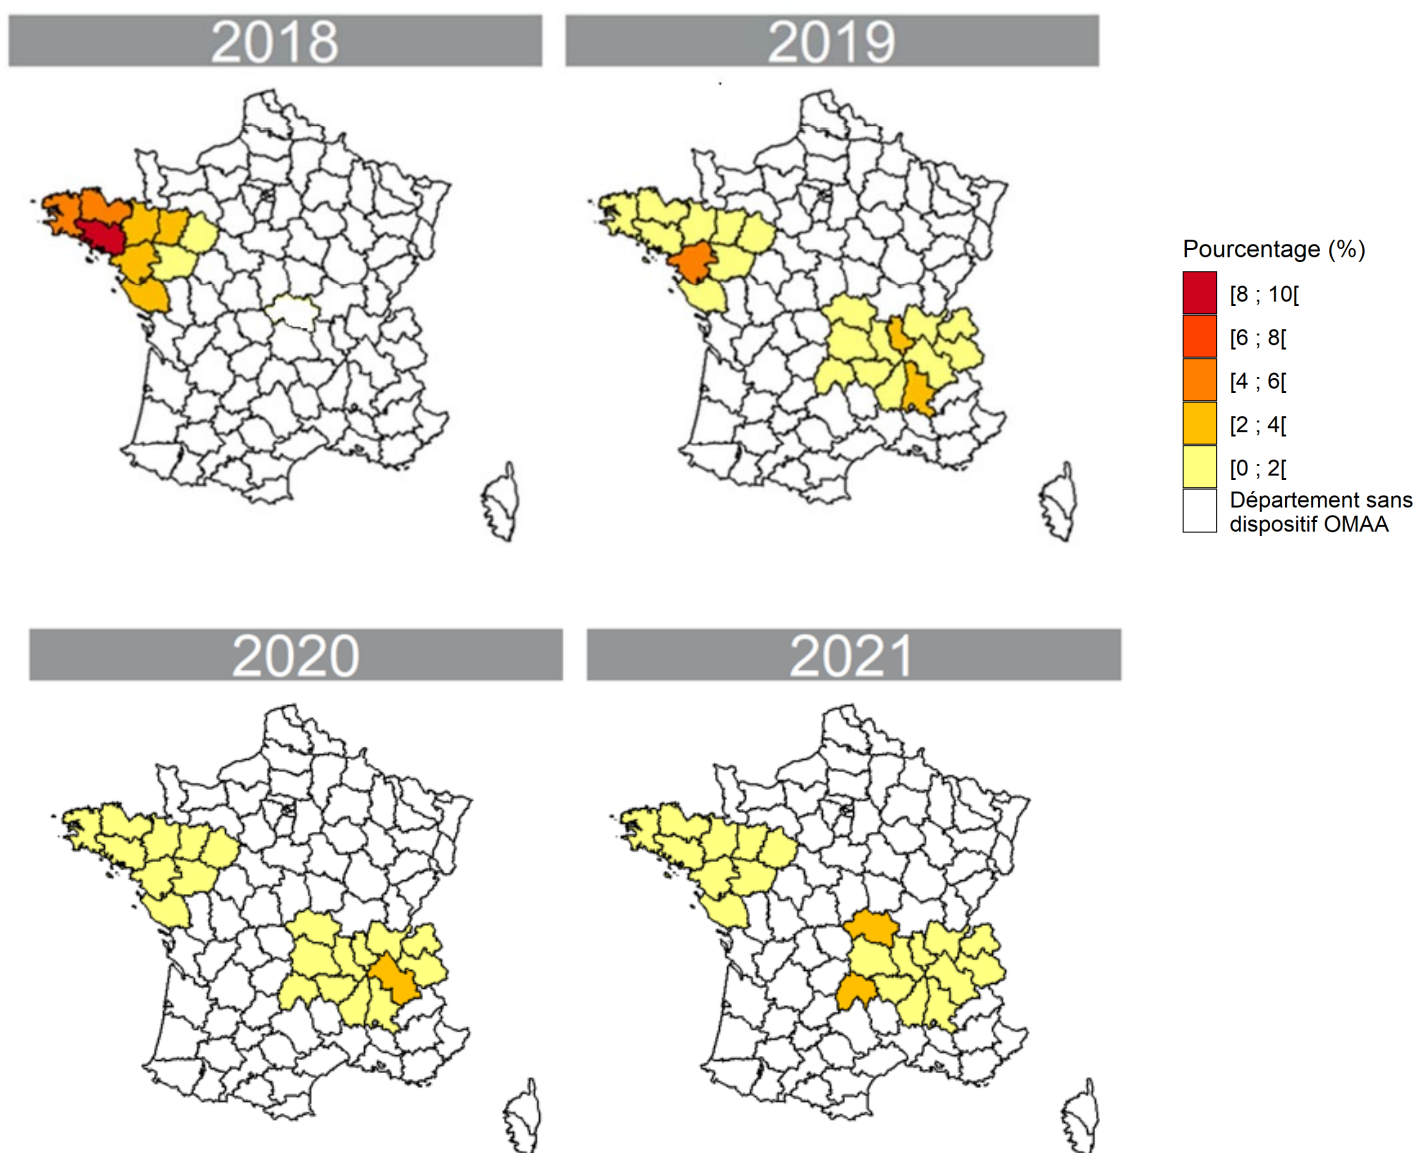 2018
2019
Pourcentage (%)
[8 ; 10[
[6 ; 8[
[4 ; 6[
[2 ; 4[
[0 ; 2[
Département sans
dispositif OMAA
2020
2021